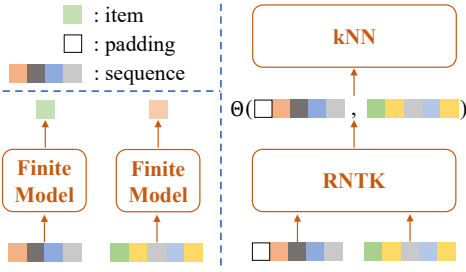 : item
: padding
: sequence
Finite
Model
Finite
Model
kNN
Θ( , )
RNTK